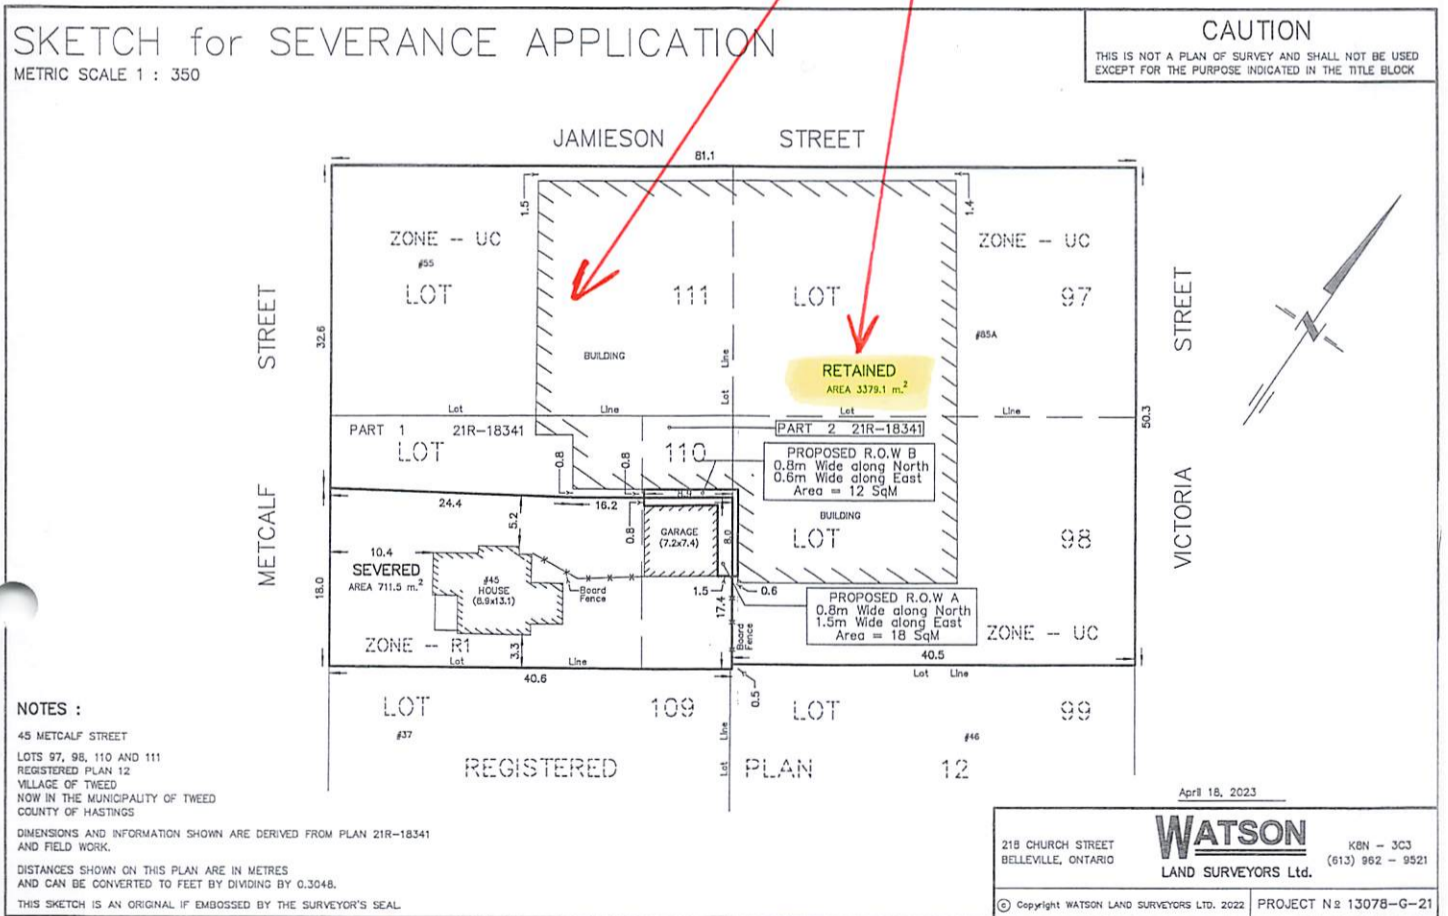 SKETCH for SEVERANCE APPLICATION
METRIC SCALE 1 : 350
CAUTION
THIS IS NOT A PLAN OF SURVEY AND SHALL NOT BE USED
EXCEPT FOR THE PURPOSE INDICATED IN THE TITLE BLOCK
JAMIESON STREET
81.1
1.5
1.4
ZONE -- UC
#55
LOT
111
LOT
ZONE - UC
97
#85A
METCALF STREET
VICTORIA STREET
32.6
50.3
N
BUILDING
Lot Line
RETAINED
AREA 3379.1 m.²
Lot Line
Lot Line
PART 1 21R-18341
LOT
110
PART 2 21R-18341
PROPOSED R.O.W B
0.8m Wide along North
0.6m Wide along East
Area = 12 SqM
0.8
0.8
24.4
16.2
8.9
5.2
0.8
GARAGE
(7.2x7.4)
8.0
BUILDING
LOT
98
10.4
SEVERED
AREA 711.5 m.²
#45
HOUSE
(8.9x13.1)
Board
Fence
18.0
1.5
0.6
17.4
PROPOSED R.O.W A
0.8m Wide along North
1.5m Wide along East
Area = 18 SqM
Board
Fence
ZONE -- R1
3.3
ZONE -- UC
Lot Line
40.6
40.5
Lot Line
0.5
LOT
109
#37
LOT
99
#46
Lot Line
REGISTERED PLAN 12
NOTES :
45 METCALF STREET
LOTS 97, 98, 110 AND 111
REGISTERED PLAN 12
VILLAGE OF TWEED
NOW IN THE MUNICIPALITY OF TWEED
COUNTY OF HASTINGS
DIMENSIONS AND INFORMATION SHOWN ARE DERIVED FROM PLAN 21R-18341
AND FIELD WORK.
DISTANCES SHOWN ON THIS PLAN ARE IN METRES
AND CAN BE CONVERTED TO FEET BY DIVIDING BY 0.3048.
THIS SKETCH IS AN ORIGINAL IF EMBOSSED BY THE SURVEYOR'S SEAL
April 18, 2023
218 CHURCH STREET
BELLEVILLE, ONTARIO
WATSON
LAND SURVEYORS Ltd.
K8N - 3C3
(613) 962 - 9521
© Copyright WATSON LAND SURVEYORS LTD. 2022
PROJECT Nº 13078-G-21